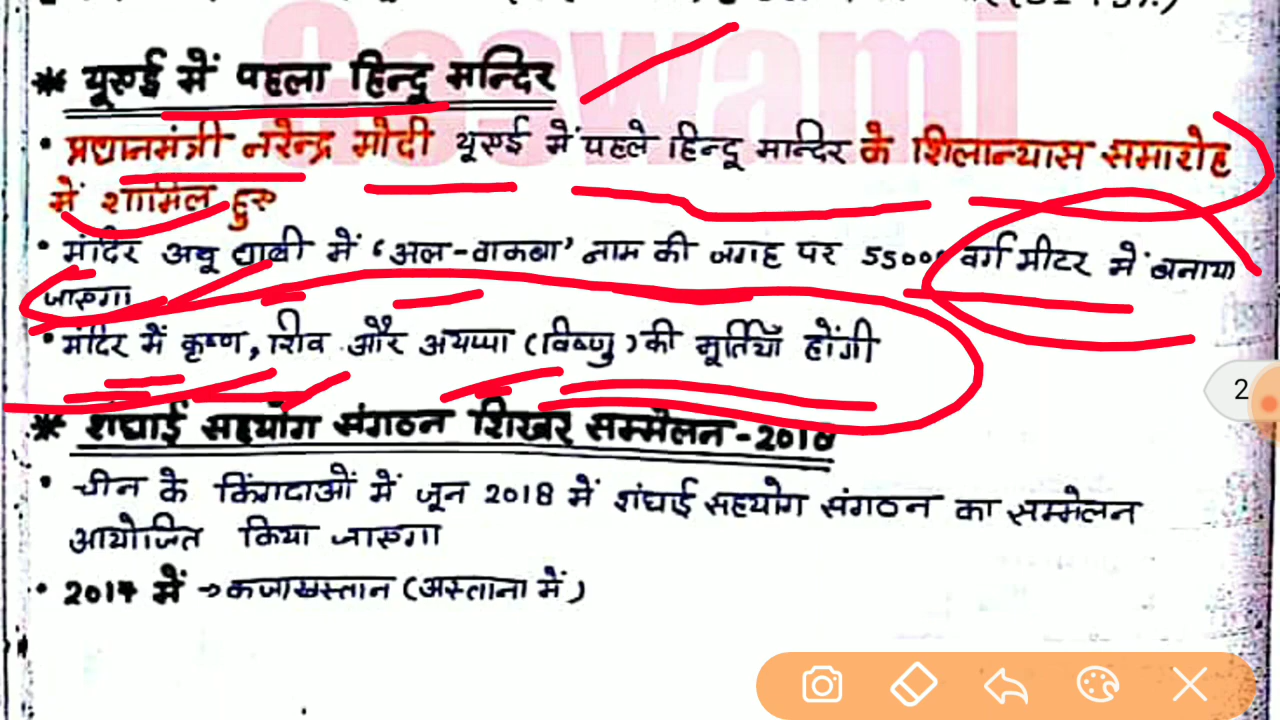 Goswami
* यूएई में पहला हिन्दू मन्दिर
• प्रधानमंत्री नरेन्द्र मोदी यूएई में पहले हिन्दू मन्दिर के शिलान्यास समारोह
में शामिल हुए
• मंदिर अबू धाबी में 'अल-वाकबा' नाम की जगह पर 55000 वर्ग मीटर में बनाया
जाएगा
• मंदिर में कृष्ण, शिव और अयप्पा (विष्णु) की मूर्तियाँ होंगी
* शंघाई सहयोग संगठन शिखर सम्मेलन-2018
• चीन के किंगदाओं में जून 2018 में शंघाई सहयोग संगठन का सम्मेलन
आयोजित किया जाएगा
• 2017 में → कजाखस्तान (अस्ताना में)
2